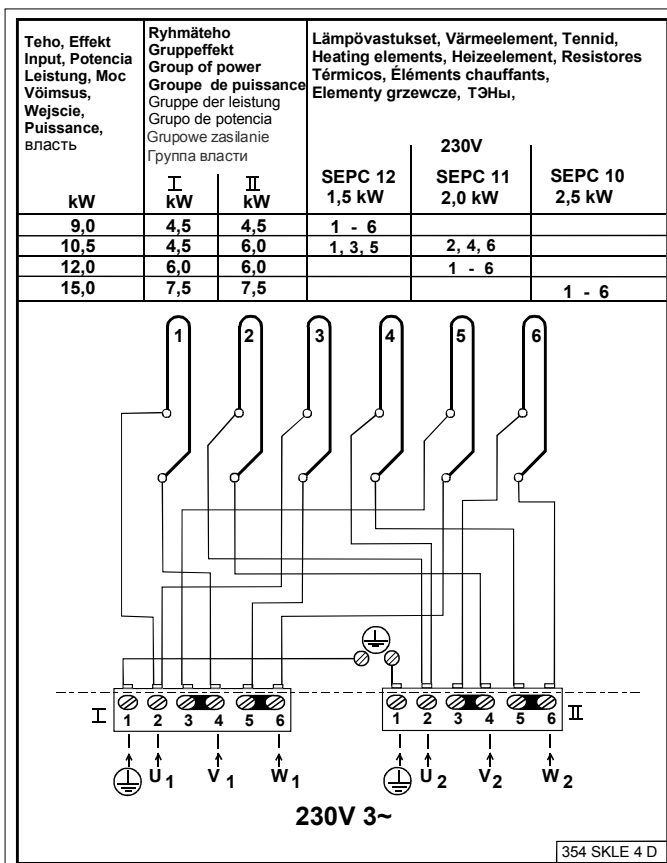 Teho, Effekt
Input, Potencia
Leistung, Moc
Vöimsus,
Wejscie,
Puissance,
власть
kW
Ryhmäteho
Gruppeffekt
Group of power
Groupe de puissance
Gruppe der leistung
Grupo de potencia
Grupowe zasilanie
Группа власти
I II
kW kW
Lämpövastukset, Värmeelement, Tennid,
Heating elements, Heizeelement, Resistores
Térmicos, Éléments chauffants,
Elementy grzewcze, ТЭНы,
230V
SEPC 12 SEPC 11 SEPC 10
1,5 kW 2,0 kW 2,5 kW
9,0 4,5 4,5 1 - 6
10,5 4,5 6,0 1, 3, 5 2, 4, 6
12,0 6,0 6,0 1 - 6
15,0 7,5 7,5 1 - 6
1 2 3 4 5 6
I 1 2 3 4 5 6 1 2 3 4 5 6 II
U1 V1 W1 U2 V2 W2
230V 3~
354 SKLE 4 D